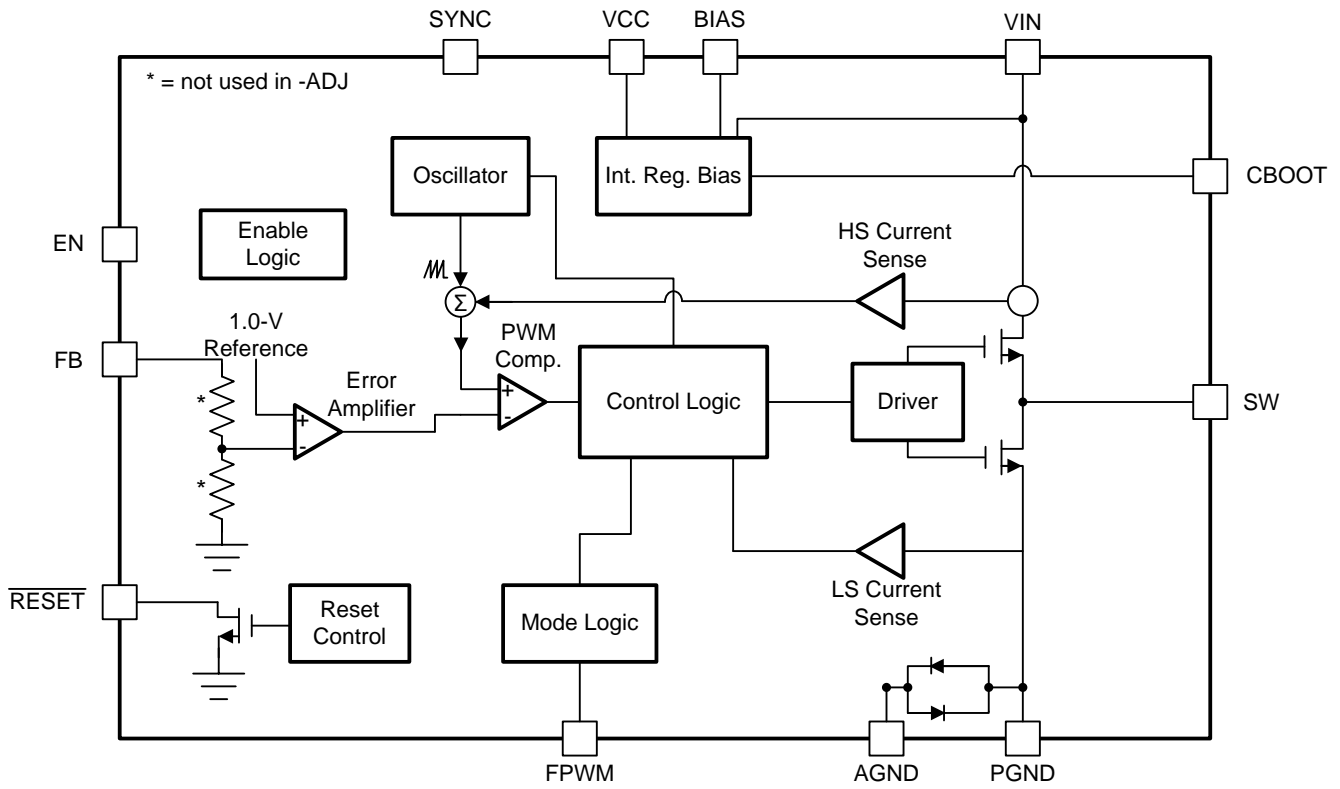 SYNC
VCC
BIAS
VIN
* = not used in -ADJ
Oscillator
Int. Reg. Bias
CBOOT
EN
Enable
Logic
HS Current
Sense
Σ
1.0-V
Reference
FB
PWM
Comp.
Error
Amplifier
*
+
-
+
-
Control Logic
Driver
SW
*
RESET
Reset
Control
Mode Logic
LS Current
Sense
FPWM
AGND
PGND